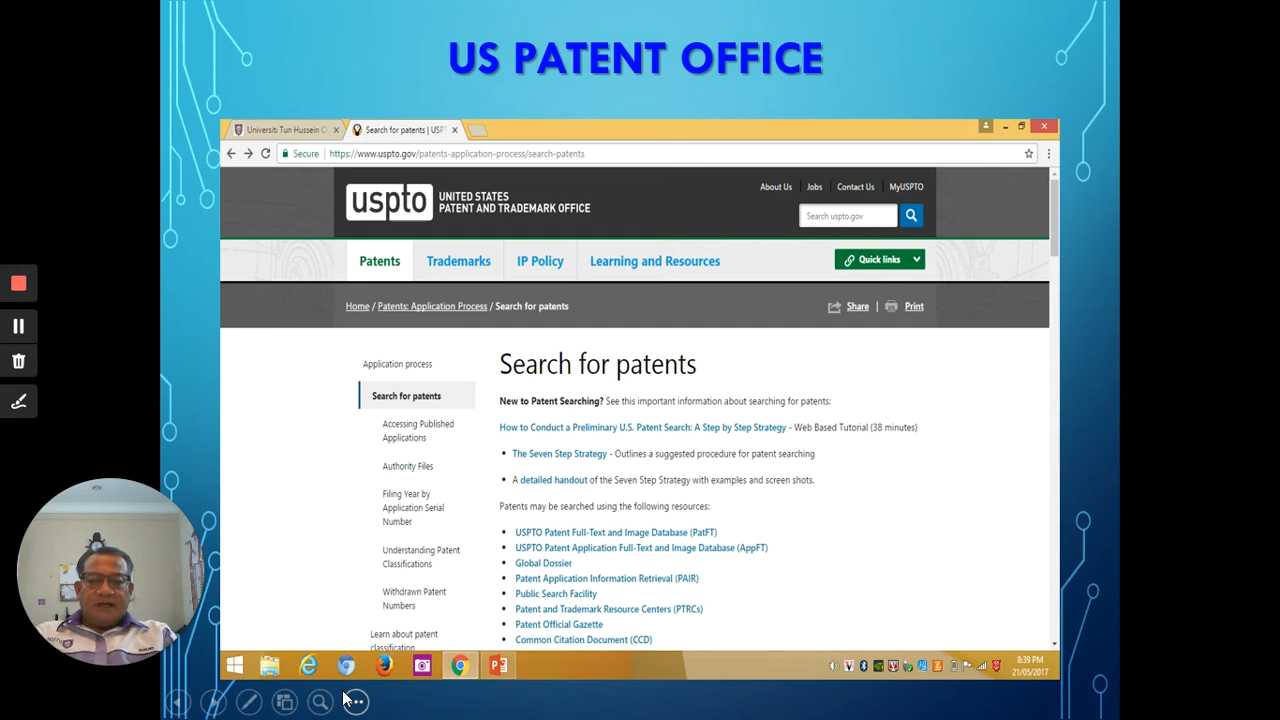 US PATENT OFFICE
Universiti Tun Hussein O
Search for patents | USP
Secure
https://www.uspto.gov/patents-application-process/search-patents
About Us | Jobs Contact Us | MyUSPTO
uspto
UNITED STATES
PATENT AND TRADEMARK OFFICE
Search uspto.gov
Patents
Trademarks
IP Policy
Learning and Resources
Quick links
Home / Patents: Application Process / Search for patents
Share | Print
Application process
Search for patents
Accessing Published
Applications
Authority Files
Filing Year by
Application Serial
Number
Understanding Patent
Classifications
Withdrawn Patent
Numbers
Learn about patent
classification
Search for patents
New to Patent Searching? See this important information about searching for patents:
How to Conduct a Preliminary U.S. Patent Search: A Step by Step Strategy - Web Based Tutorial (38 minutes)
• The Seven Step Strategy - Outlines a suggested procedure for patent searching
• A detailed handout of the Seven Step Strategy with examples and screen shots.
Patents may be searched using the following resources:
• USPTO Patent Full-Text and Image Database (PatFT)
• USPTO Patent Application Full-Text and Image Database (AppFT)
• Global Dossier
• Patent Application Information Retrieval (PAIR)
• Public Search Facility
• Patent and Trademark Resource Centers (PTRCs)
• Patent Official Gazette
• Common Citation Document (CCD)
8:39 PM
21/05/2017